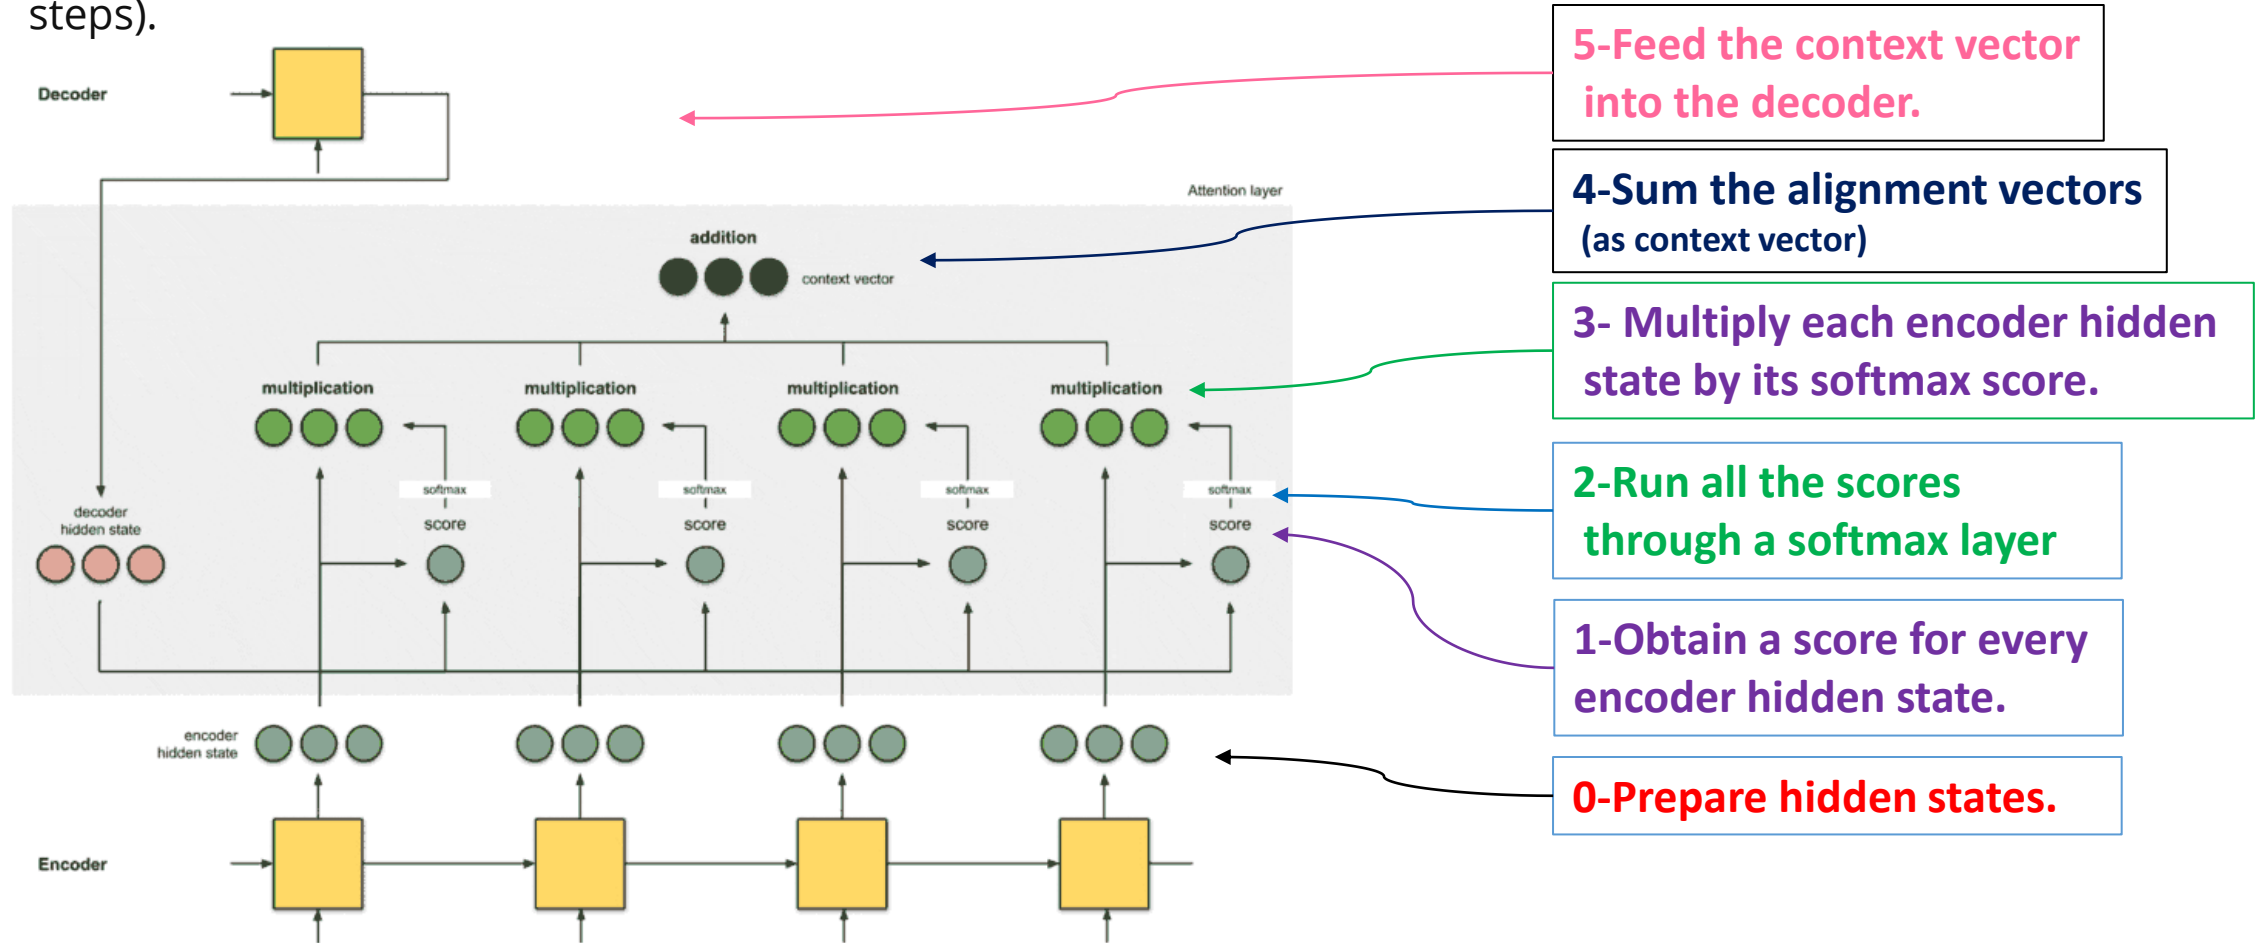 steps).
Decoder
5-Feed the context vector
into the decoder.
Attention layer
4-Sum the alignment vectors
(as context vector)
addition
context vector
3- Multiply each encoder hidden
state by its softmax score.
multiplication multiplication multiplication multiplication
softmax softmax softmax softmax
2-Run all the scores
through a softmax layer
decoder
hidden state
score score score score
1-Obtain a score for every
encoder hidden state.
encoder
hidden state
0-Prepare hidden states.
Encoder